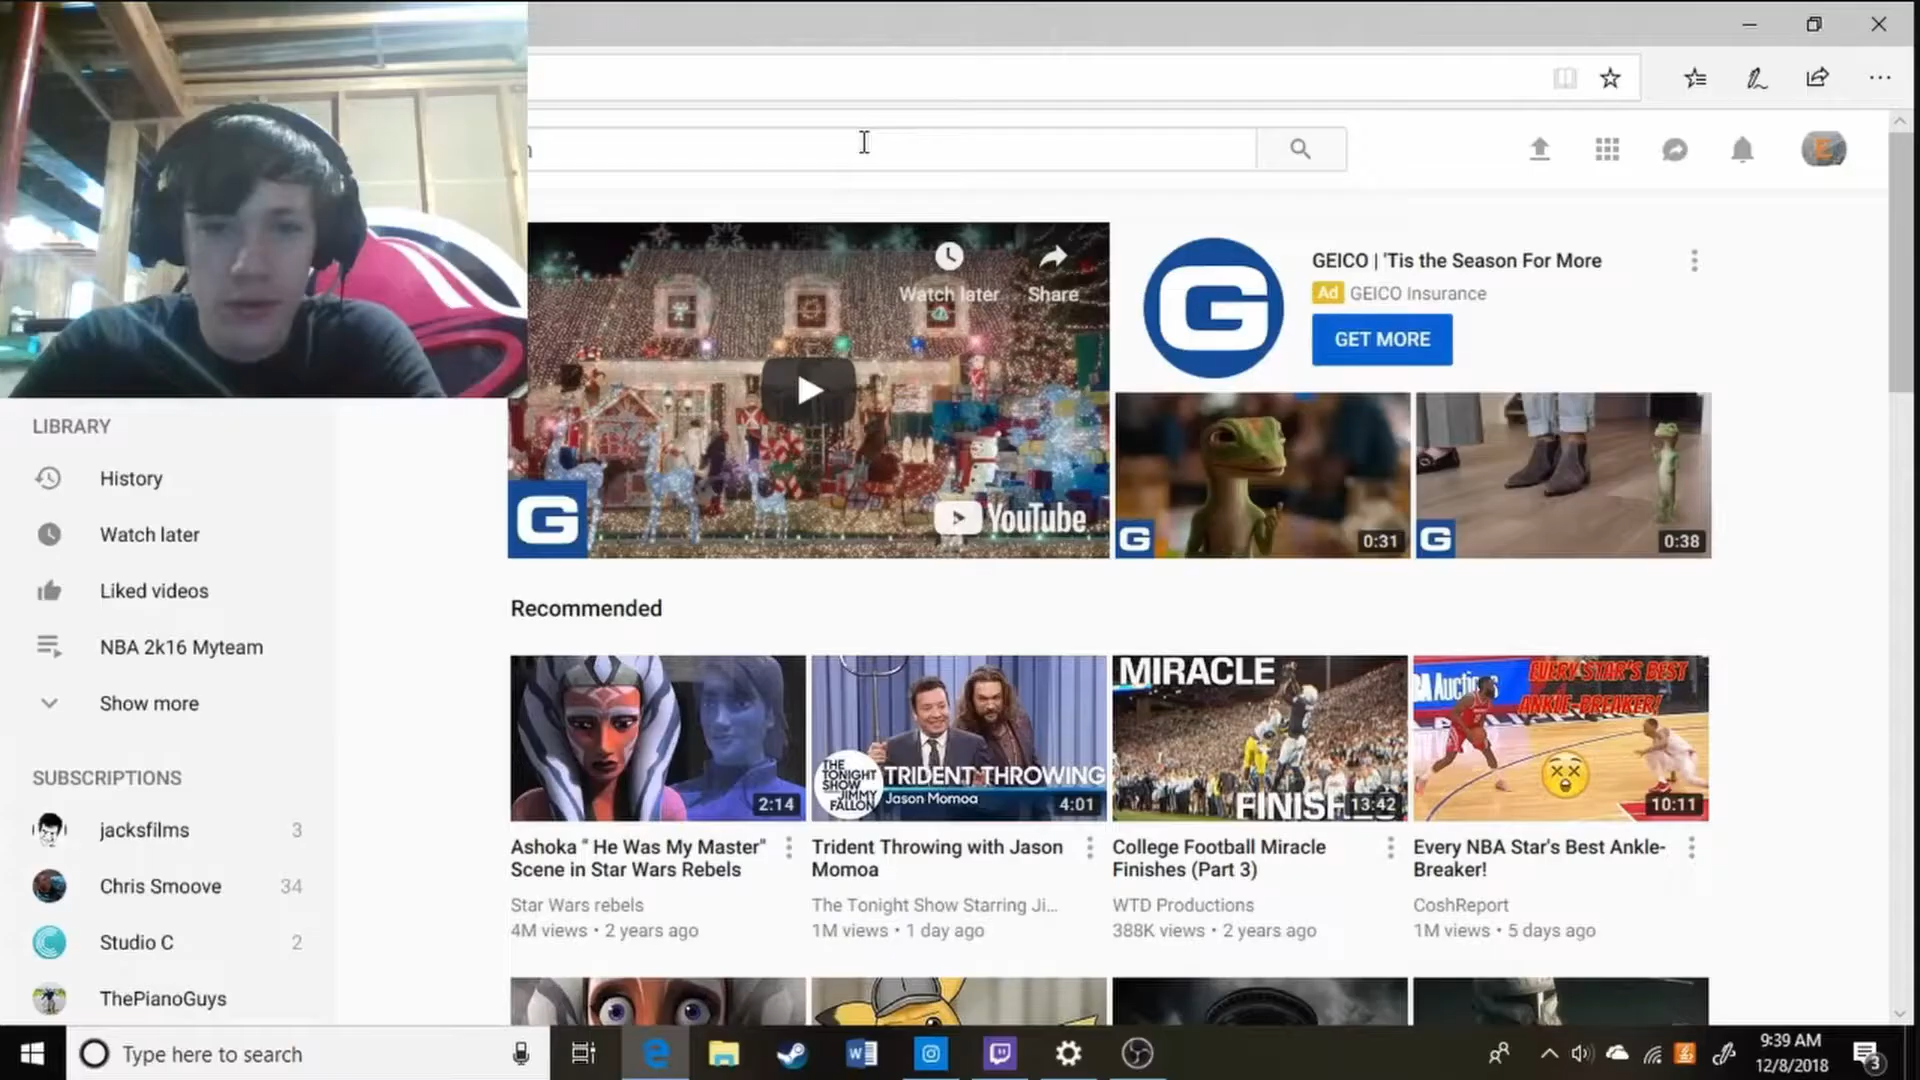 Watch later
Share
YouTube
GEICO | 'Tis the Season For More
Ad GEICO Insurance
GET MORE
0:31
0:38
LIBRARY
History
Watch later
Liked videos
NBA 2k16 Myteam
Show more
SUBSCRIPTIONS
jacksfilms 3
Chris Smoove 34
Studio C 2
ThePianoGuys
Recommended
2:14
THE
TONIGHT
SHOW
JIMMY
FALLON
TRIDENT THROWING
Jason Momoa
4:01
MIRACLE
13:42
EVERY STAR'S BEST
ANKLE-BREAKER!
10:11
Ashoka " He Was My Master"
Scene in Star Wars Rebels
Star Wars rebels
4M views • 2 years ago
Trident Throwing with Jason
Momoa
The Tonight Show Starring Ji...
1M views • 1 day ago
College Football Miracle
Finishes (Part 3)
WTD Productions
388K views • 2 years ago
Every NBA Star's Best Ankle-
Breaker!
CoshReport
1M views • 5 days ago
Type here to search
9:39 AM
12/8/2018
3